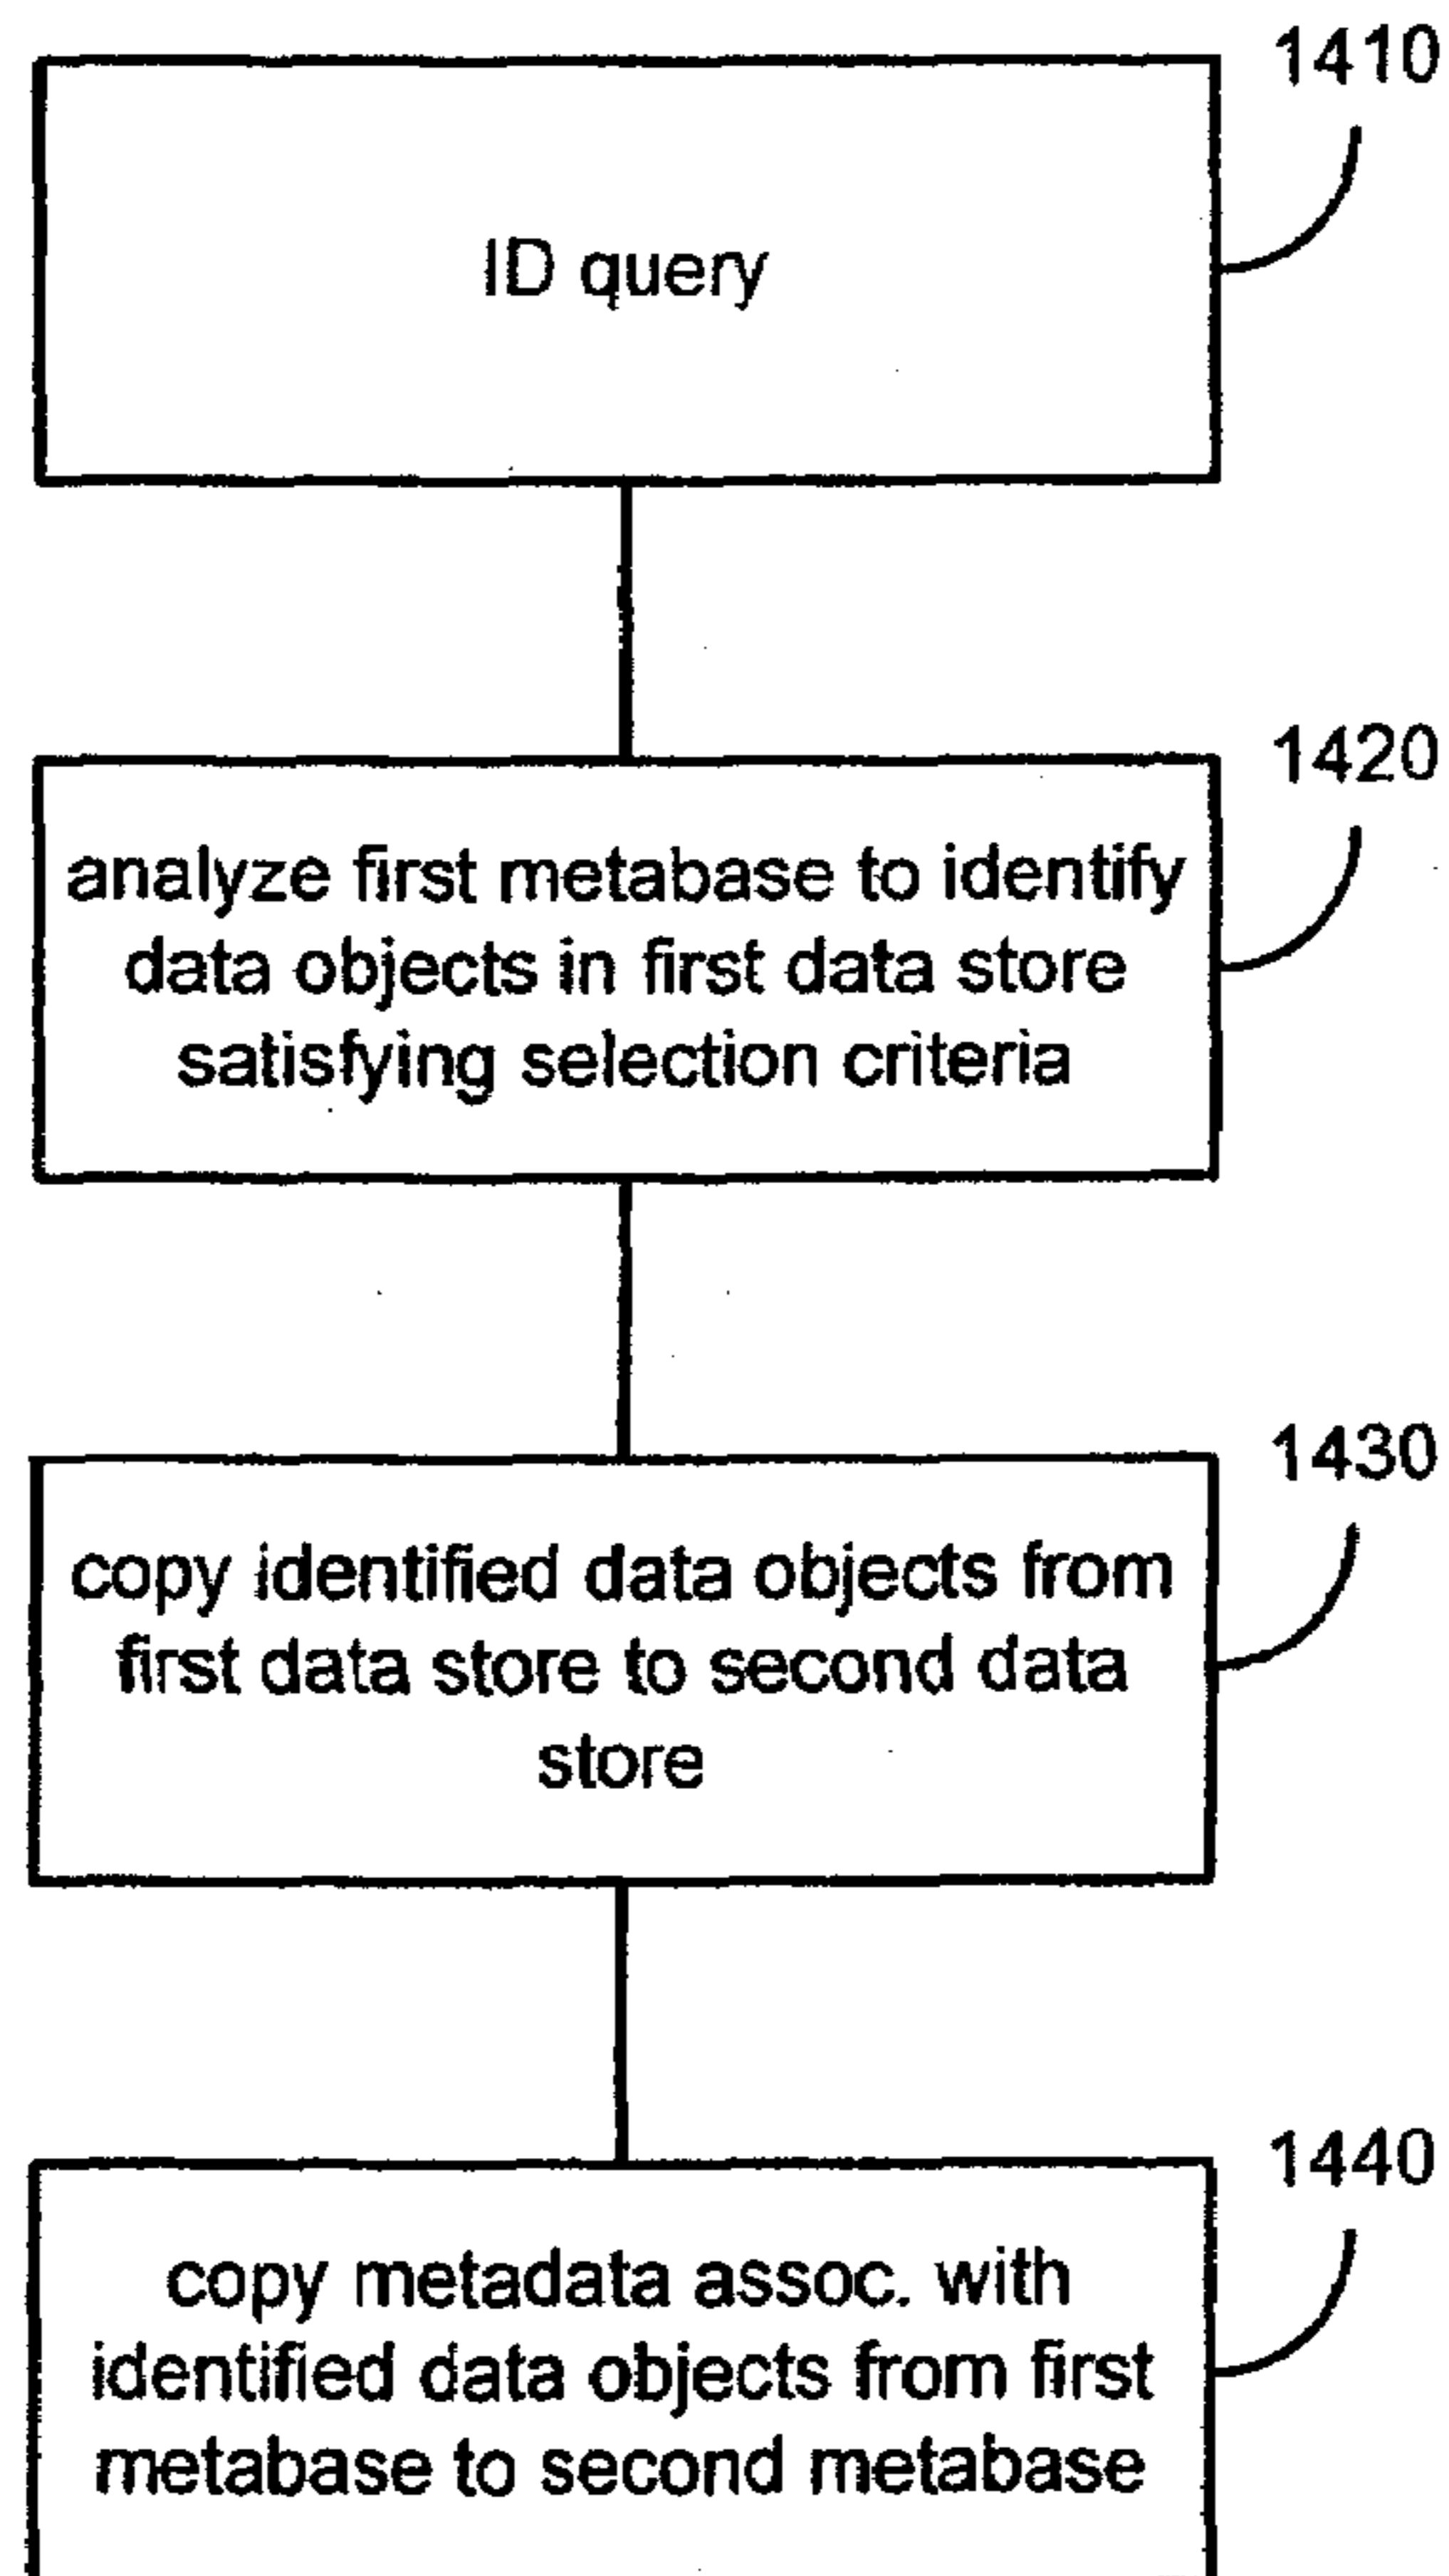 1410
ID query
1420
analyze first metabase to identify
data objects in first data store
satisfying selection criteria
1430
copy identified data objects from
first data store to second data
store
1440
copy metadata assoc. with
identified data objects from first
metabase to second metabase